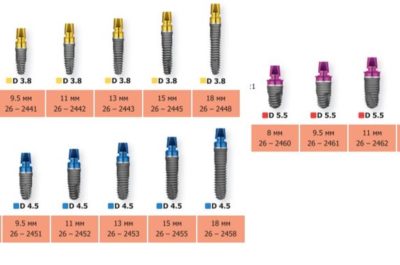 D 3.8 D 3.8 D 3.8 D 3.8 D 3.8
9.5 мм 11 мм 13 мм 15 мм 18 мм
26 – 2441 26 – 2442 26 – 2443 26 – 2445 26 – 2448
D 5.5 D 5.5 D 5.5
8 мм 9.5 мм 11 мм
26 – 2460 26 – 2461 26 – 2462
D 4.5 D 4.5 D 4.5 D 4.5 D 4.5
9.5 мм 11 мм 13 мм 15 мм 18 мм
26 – 2451 26 – 2452 26 – 2453 26 – 2455 26 – 2458